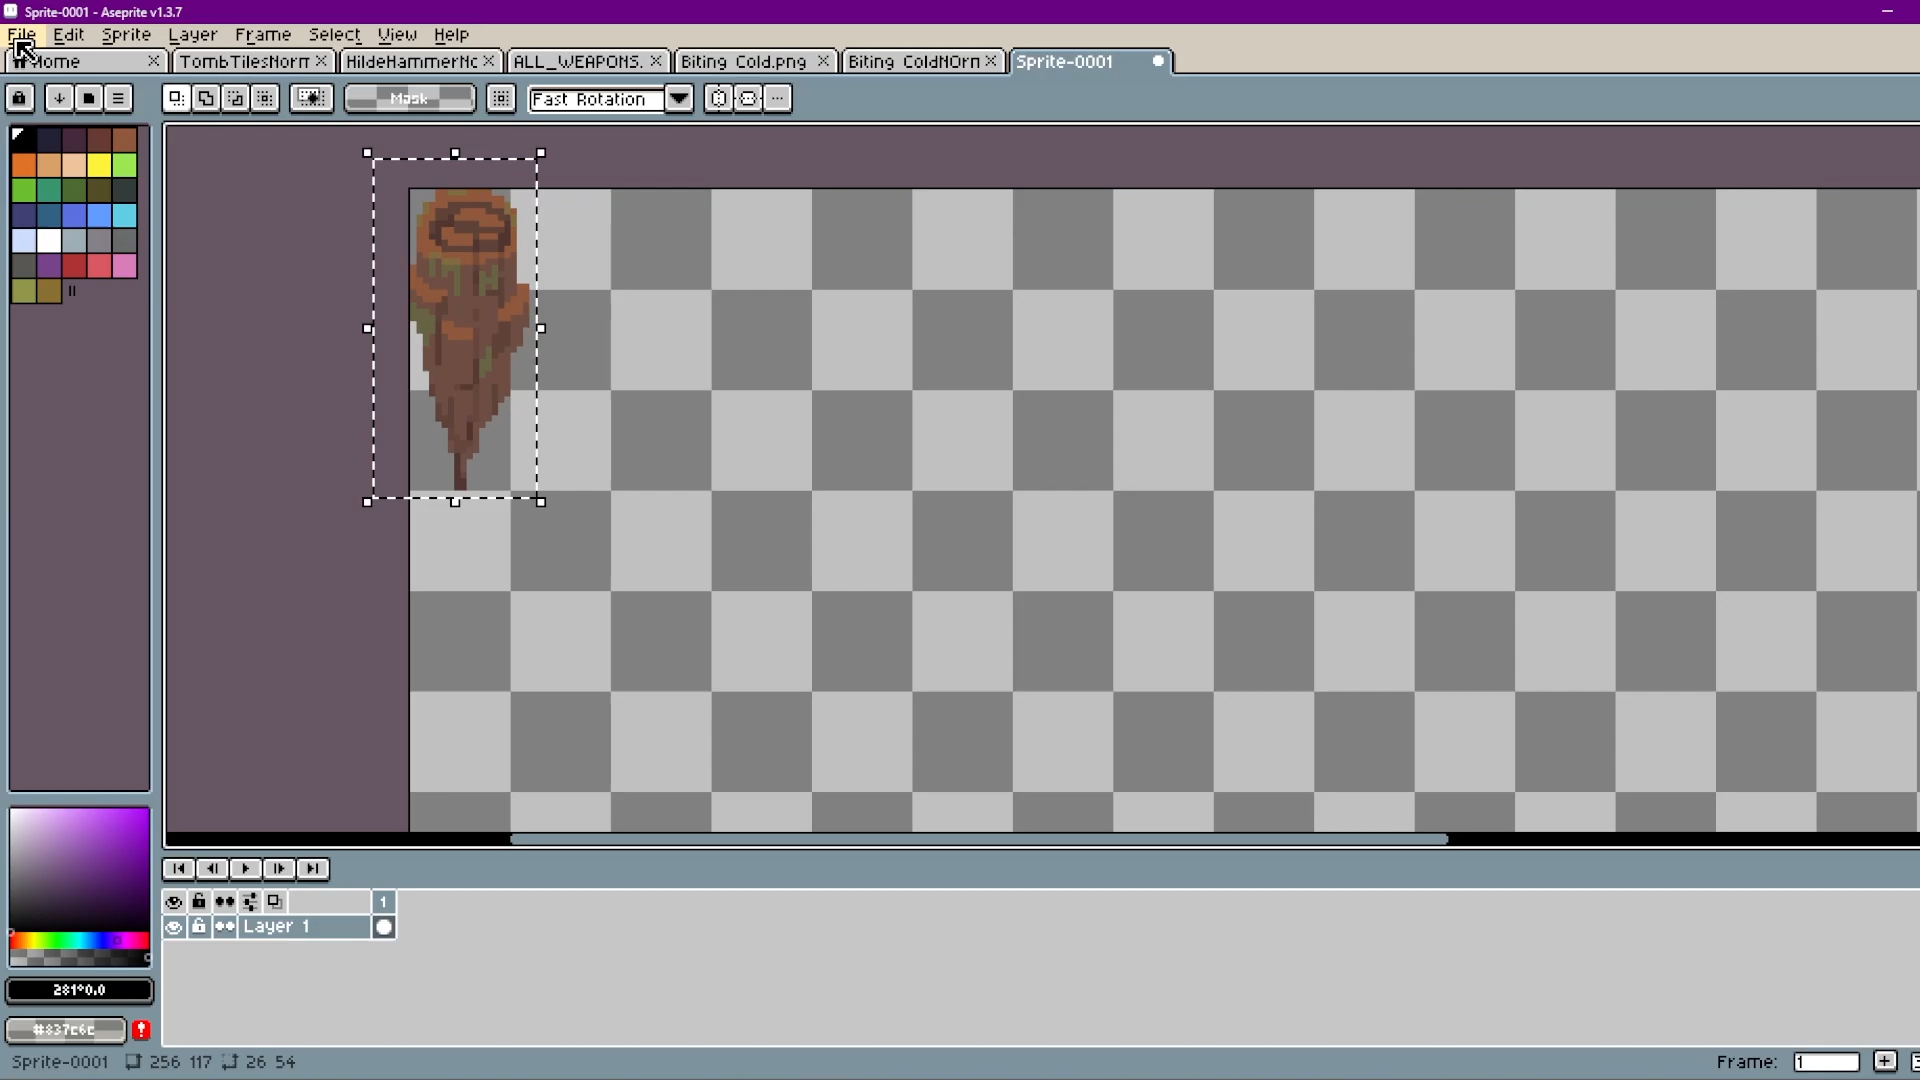 Sprite-0001 - Aseprite v1.3.7
File Edit Sprite Layer Frame Select View Help
Home TombTilesNorm HildeHammerNo ALL_WEAPONS. Biting Cold.png Biting ColdNOrn Sprite-0001
Mask Fast Rotation
1
Layer 1
281°0.0
#837c6c
Sprite-0001 256 117 26 54 Frame: 1